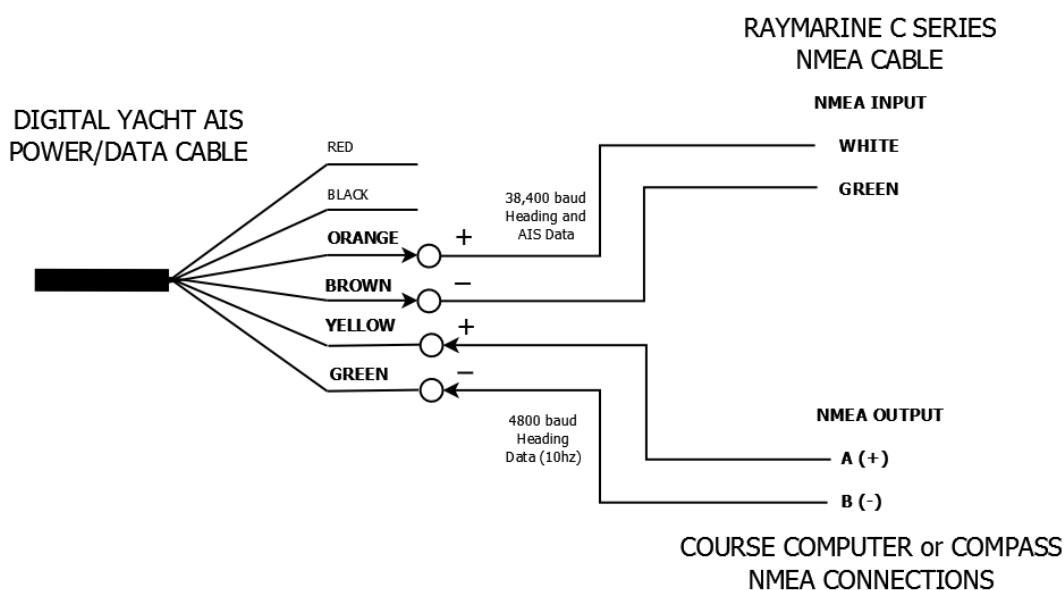 RAYMARINE C SERIES
NMEA CABLE
NMEA INPUT
DIGITAL YACHT AIS
POWER/DATA CABLE
RED
WHITE
BLACK
GREEN
38,400 baud
Heading and
AIS Data
ORANGE
+
BROWN
−
YELLOW
+
GREEN
−
4800 baud
Heading
Data (10hz)
NMEA OUTPUT
A (+)
B (-)
COURSE COMPUTER or COMPASS
NMEA CONNECTIONS